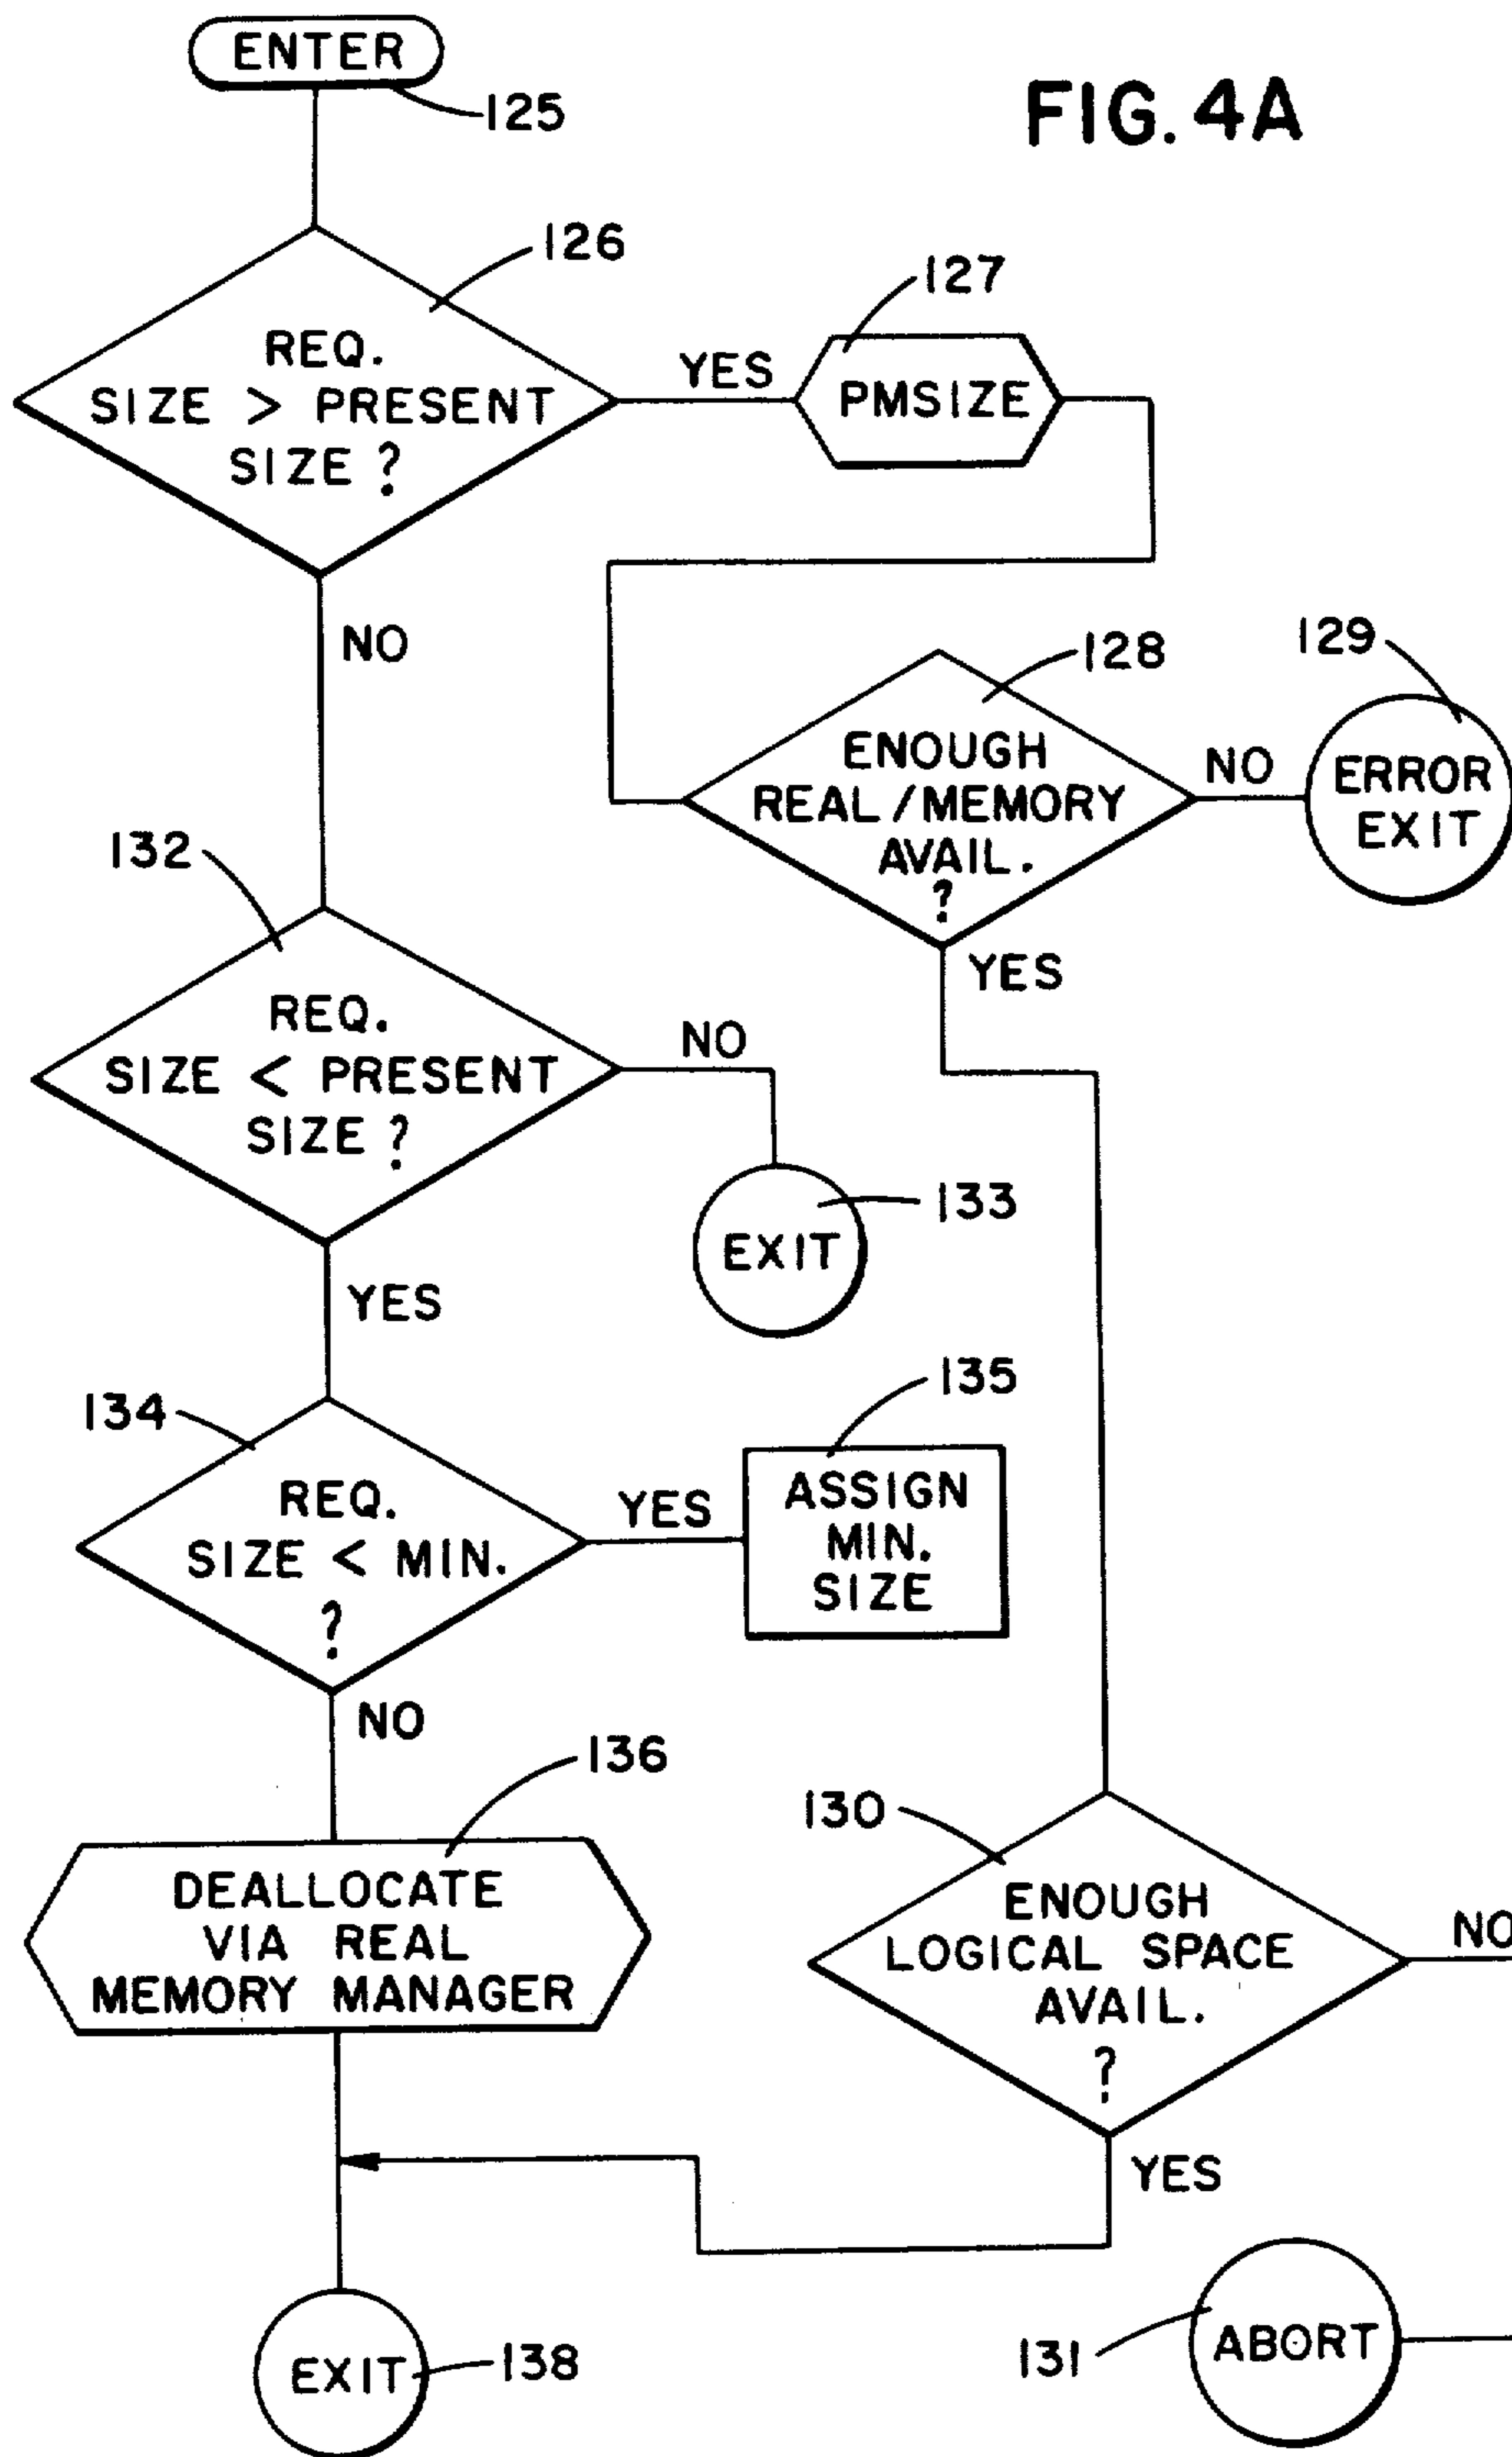 ENTER
125
FIG. 4A
126
REQ.
SIZE > PRESENT
SIZE ?
YES
127
PMSIZE
NO
128
ENOUGH
REAL/MEMORY
AVAIL.
?
NO
129
ERROR
EXIT
YES
132
REQ.
SIZE < PRESENT
SIZE ?
NO
133
EXIT
YES
134
REQ.
SIZE < MIN.
?
YES
135
ASSIGN
MIN.
SIZE
NO
136
DEALLOCATE
VIA REAL
MEMORY MANAGER
130
ENOUGH
LOGICAL SPACE
AVAIL.
?
NO
YES
EXIT
138
131
ABORT